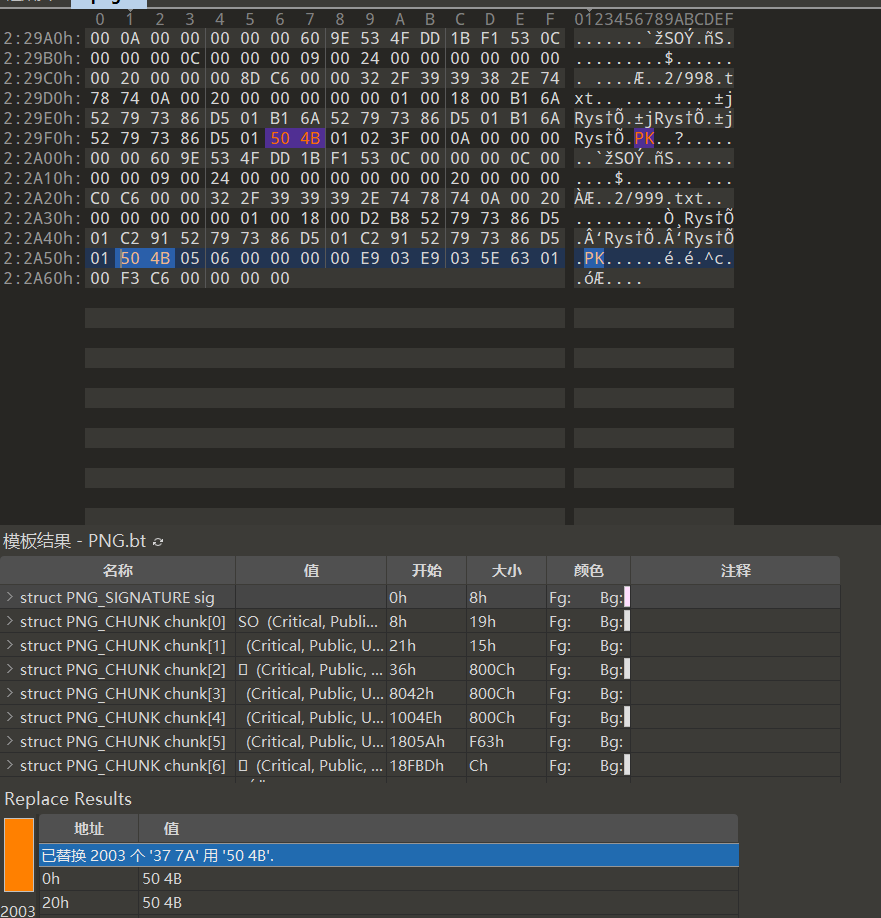 0 1 2 3 4 5 6 7 8 9 A B C D E F 0123456789ABCDEF
2:29A0h: 00 0A 00 00 00 00 00 60 9E 53 4F DD 1B F1 53 0C .......`žSOÝ.ñS.
2:29B0h: 00 00 00 0C 00 00 00 09 00 24 00 00 00 00 00 00 .........$......
2:29C0h: 00 20 00 00 00 8D C6 00 00 32 2F 39 39 38 2E 74 . ....Æ..2/998.t
2:29D0h: 78 74 0A 00 20 00 00 00 00 00 01 00 18 00 B1 6A xt.. .........±j
2:29E0h: 52 79 73 86 D5 01 B1 6A 52 79 73 86 D5 01 B1 6A Rys†Õ.±jRys†Õ.±j
2:29F0h: 52 79 73 86 D5 01 50 4B 01 02 3F 00 0A 00 00 00 Rys†Õ.PK..?.....
2:2A00h: 00 00 60 9E 53 4F DD 1B F1 53 0C 00 00 00 0C 00 ..`žSOÝ.ñS......
2:2A10h: 00 00 09 00 24 00 00 00 00 00 00 00 20 00 00 00 ....$....... ...
2:2A20h: C0 C6 00 00 32 2F 39 39 39 2E 74 78 74 0A 00 20 ÀÆ..2/999.txt..
2:2A30h: 00 00 00 00 00 01 00 18 00 D2 B8 52 79 73 86 D5 .........Ò¸Rys†Õ
2:2A40h: 01 C2 91 52 79 73 86 D5 01 C2 91 52 79 73 86 D5 .Â‘Rys†Õ.Â‘Rys†Õ
2:2A50h: 01 50 4B 05 06 00 00 00 00 E9 03 E9 03 5E 63 01 .PK......é.é.^c.
2:2A60h: 00 F3 C6 00 00 00 00 .óÆ....
模板结果 - PNG.bt
名称 值 开始 大小 颜色 注释
> struct PNG_SIGNATURE sig 0h 8h Fg: Bg:
> struct PNG_CHUNK chunk[0] SO (Critical, Publi... 8h 19h Fg: Bg:
> struct PNG_CHUNK chunk[1] (Critical, Public, U... 21h 15h Fg: Bg:
> struct PNG_CHUNK chunk[2] (Critical, Public, ... 36h 800Ch Fg: Bg:
> struct PNG_CHUNK chunk[3] (Critical, Public, U... 8042h 800Ch Fg: Bg:
> struct PNG_CHUNK chunk[4] (Critical, Public, U... 1004Eh 800Ch Fg: Bg:
> struct PNG_CHUNK chunk[5] (Critical, Public, U... 1805Ah F63h Fg: Bg:
> struct PNG_CHUNK chunk[6] (Critical, Public, ... 18FBDh Ch Fg: Bg:
Replace Results
地址 值
已替换 2003 个 '37 7A' 用 '50 4B'.
0h 50 4B
20h 50 4B
2003